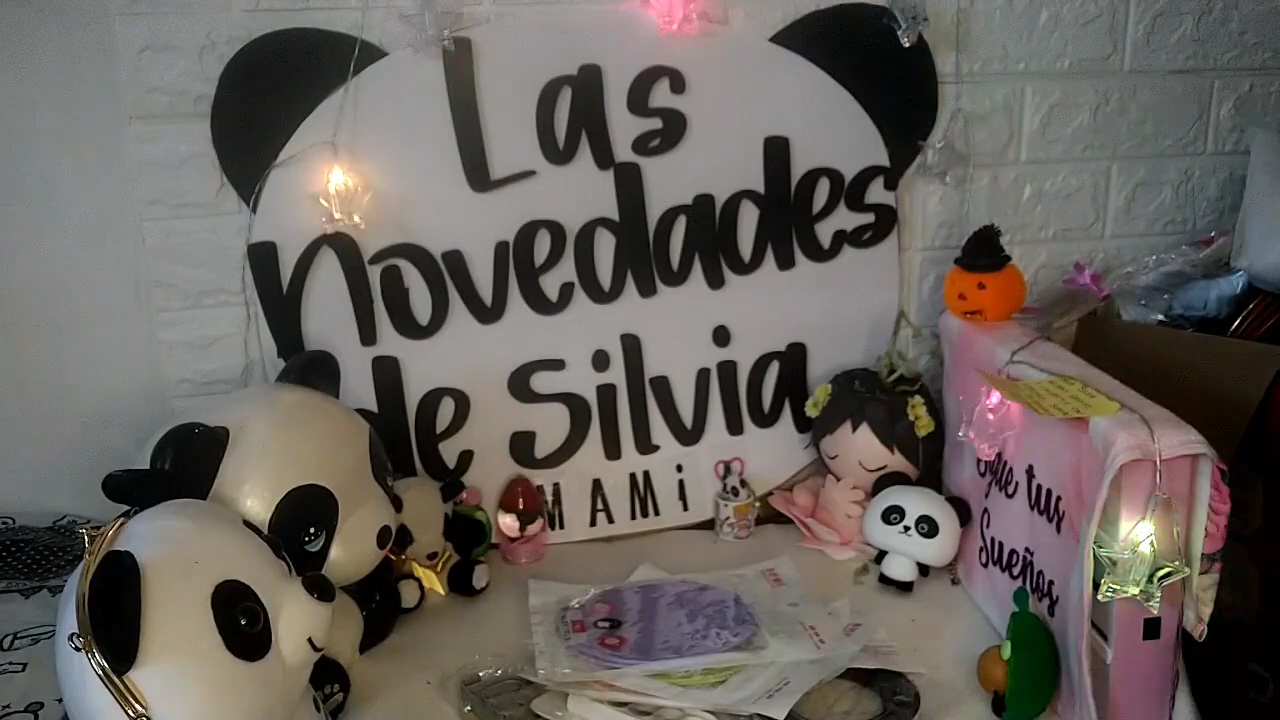 Las
novedades
de Silvia
MAMi
Sigue tus
Sueños